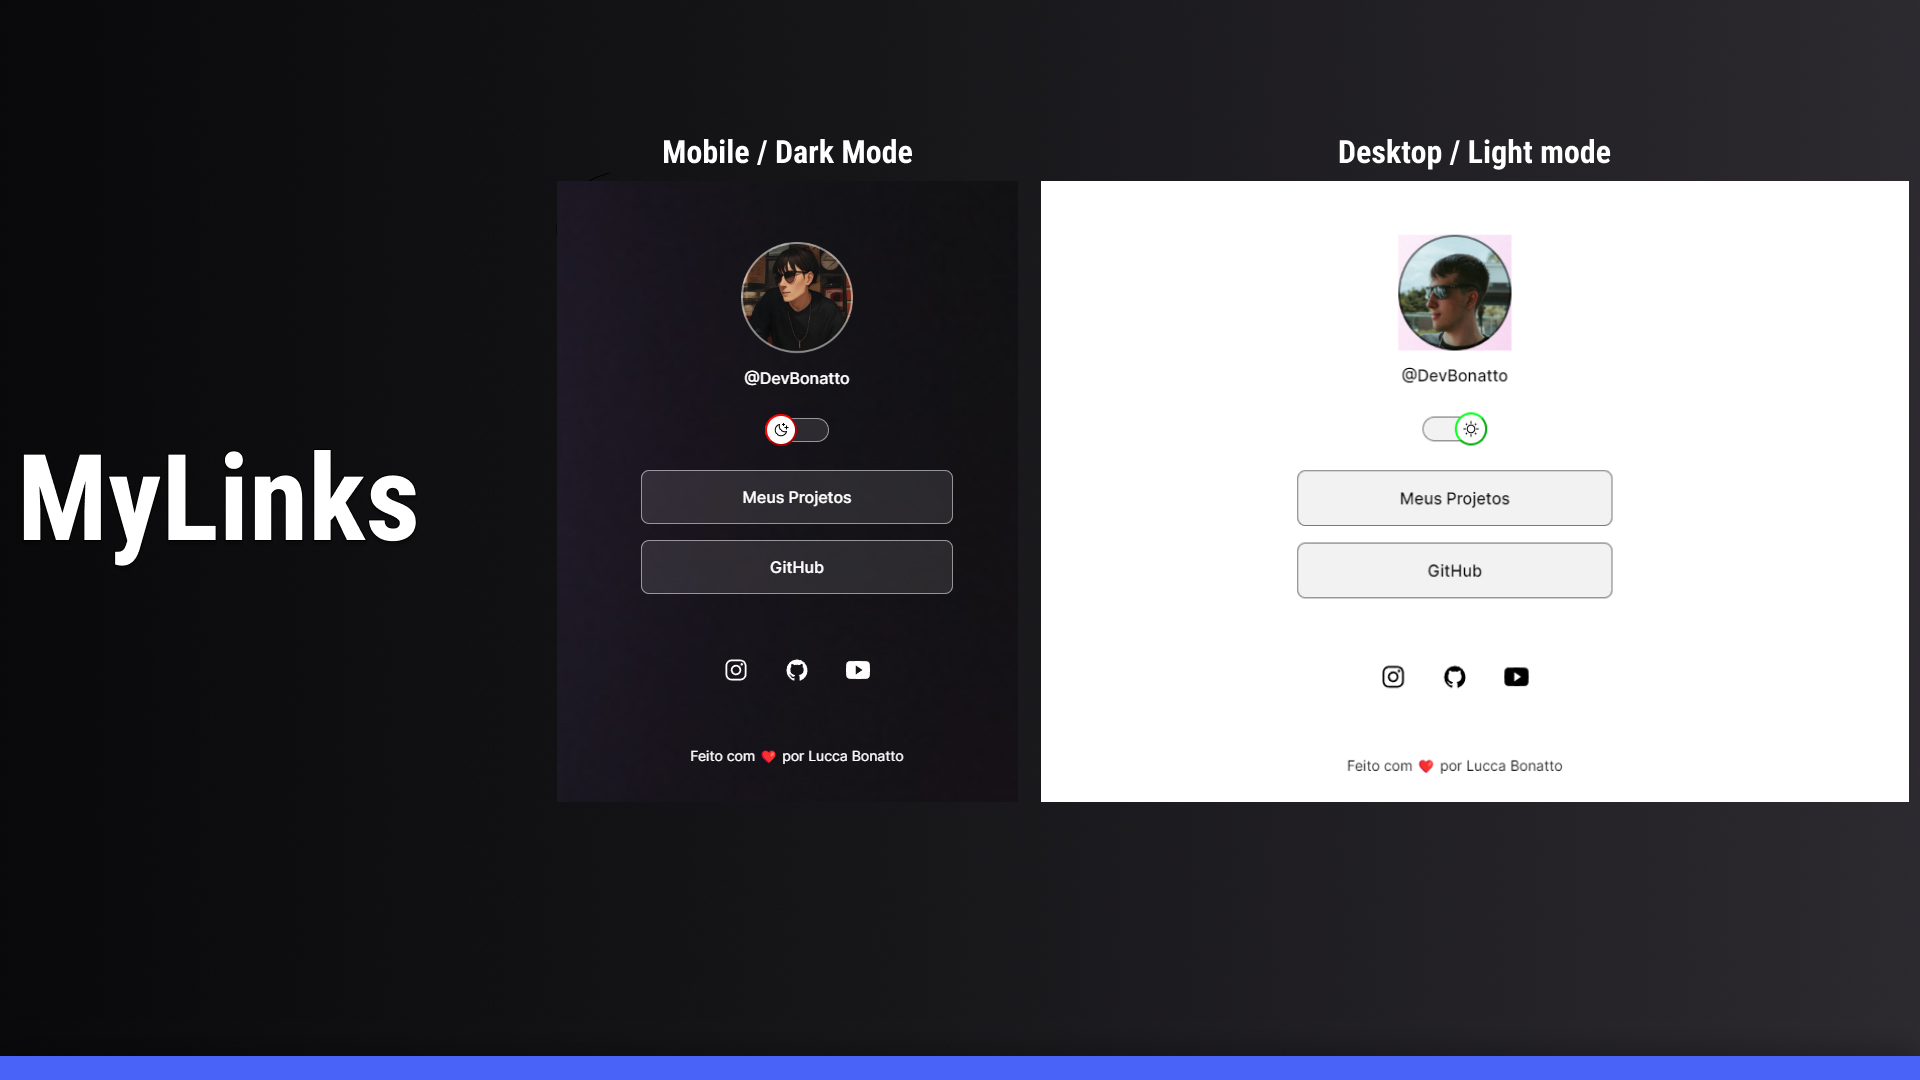 MyLinks
Mobile / Dark Mode
@DevBonatto
Meus Projetos
GitHub
Feito com ❤️ por Lucca Bonatto
Desktop / Light mode
@DevBonatto
Meus Projetos
GitHub
Feito com ❤️ por Lucca Bonatto